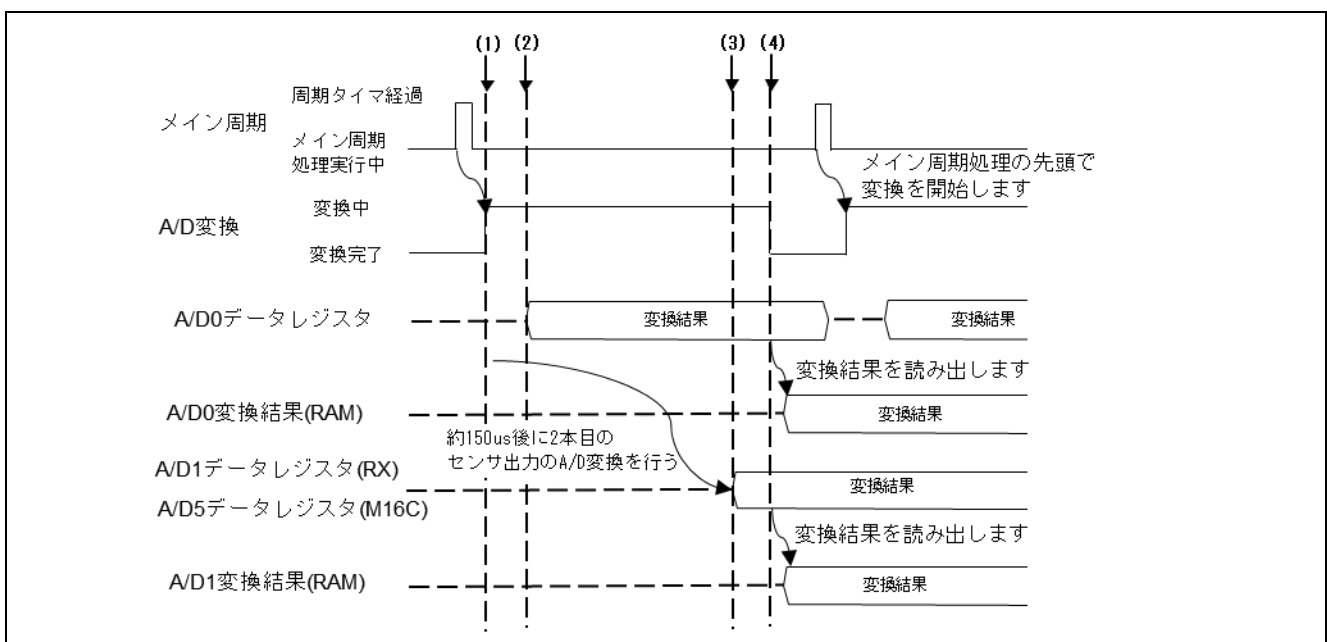 (1) (2) (3) (4)
周期タイマ経過
メイン周期
メイン周期
処理実行中
メイン周期処理の先頭で
変換を開始します
変換中
A/D変換
変換完了
A/D0データレジスタ
変換結果
変換結果
変換結果を読み出します
A/D0変換結果(RAM)
変換結果
約150us後に2本目の
センサ出力のA/D変換を行う
A/D1データレジスタ(RX)
変換結果
A/D5データレジスタ(M16C)
変換結果を読み出します
A/D1変換結果(RAM)
変換結果